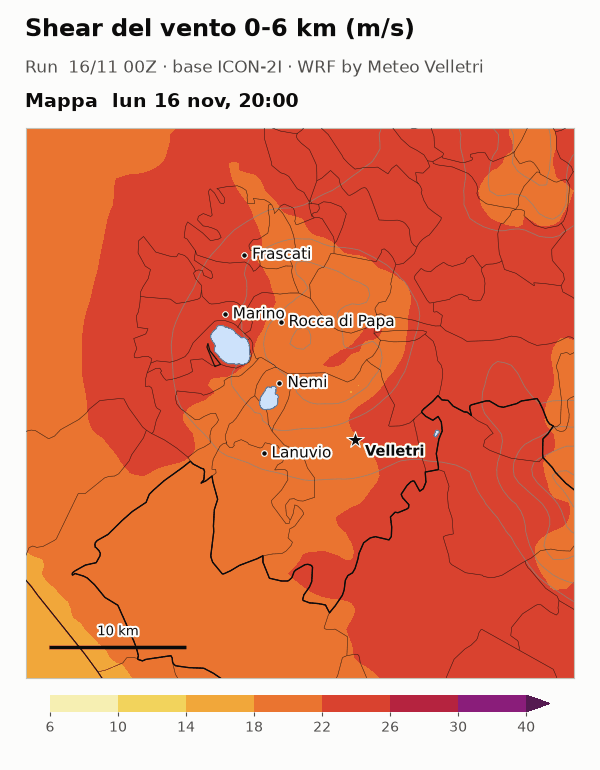 Shear del vento 0-6 km (m/s)
Run  16/11 00Z · base ICON-2I · WRF by Meteo Velletri
Mappa  lun 16 nov, 20:00
Frascati
Marino
Rocca di Papa
Nemi
Velletri
Lanuvio
10 km
6 10 14 18 22 26 30 40